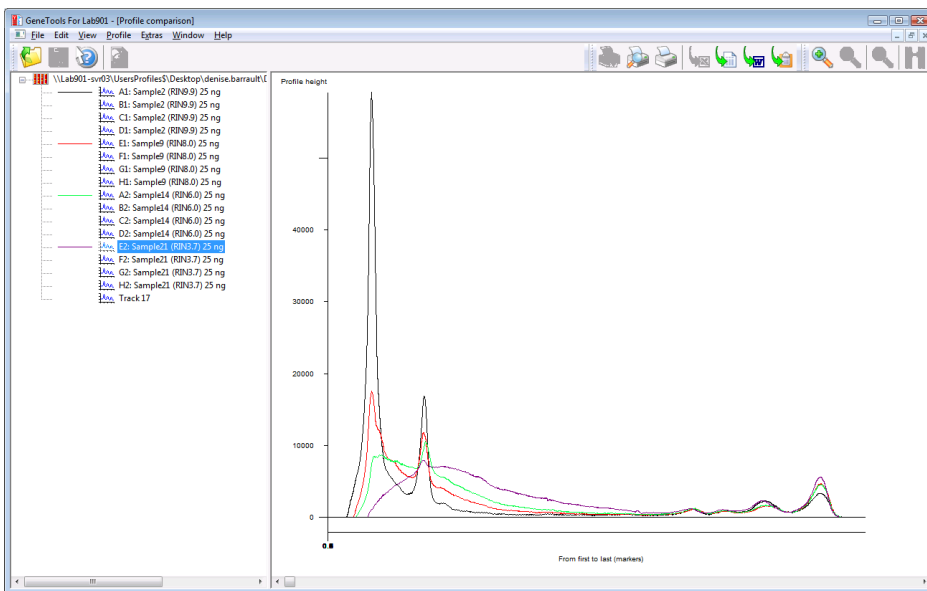 GeneTools For Lab901 - [Profile comparison]
File Edit View Profile Extras Window Help
\\Lab901-svr03\UsersProfiles$\Desktop\denise.barrault\
A1: Sample2 (RIN9.9) 25 ng
B1: Sample2 (RIN9.9) 25 ng
C1: Sample2 (RIN9.9) 25 ng
D1: Sample2 (RIN9.9) 25 ng
E1: Sample9 (RIN8.0) 25 ng
F1: Sample9 (RIN8.0) 25 ng
G1: Sample9 (RIN8.0) 25 ng
H1: Sample9 (RIN8.0) 25 ng
A2: Sample14 (RIN6.0) 25 ng
B2: Sample14 (RIN6.0) 25 ng
C2: Sample14 (RIN6.0) 25 ng
D2: Sample14 (RIN6.0) 25 ng
E2: Sample21 (RIN3.7) 25 ng
F2: Sample21 (RIN3.7) 25 ng
G2: Sample21 (RIN3.7) 25 ng
H2: Sample21 (RIN3.7) 25 ng
Track 17
Profile height
40000
30000
20000
10000
0
From first to last (markers)